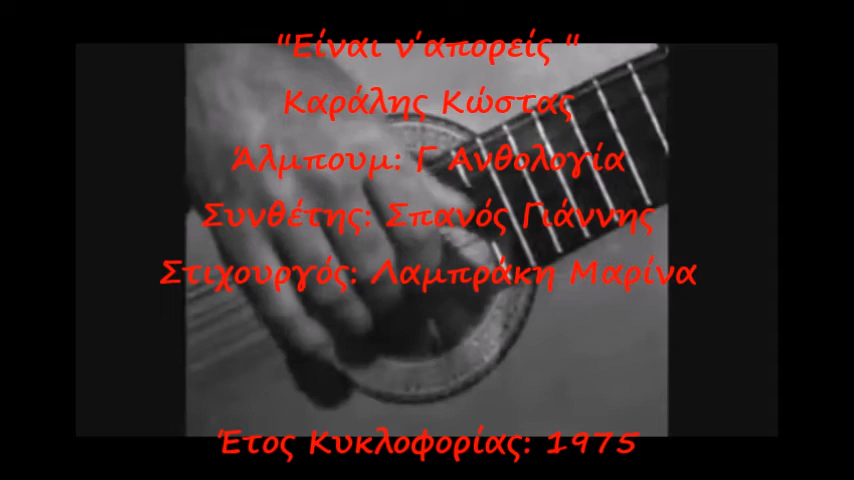 "Είναι ν'απορείς "
Καράλης Κώστας
Άλμπουμ: Γ Ανθολογία
Συνθέτης: Σπανός Γιάννης
Στιχουργός: Λαμπράκη Μαρίνα
Έτος Κυκλοφορίας: 1975